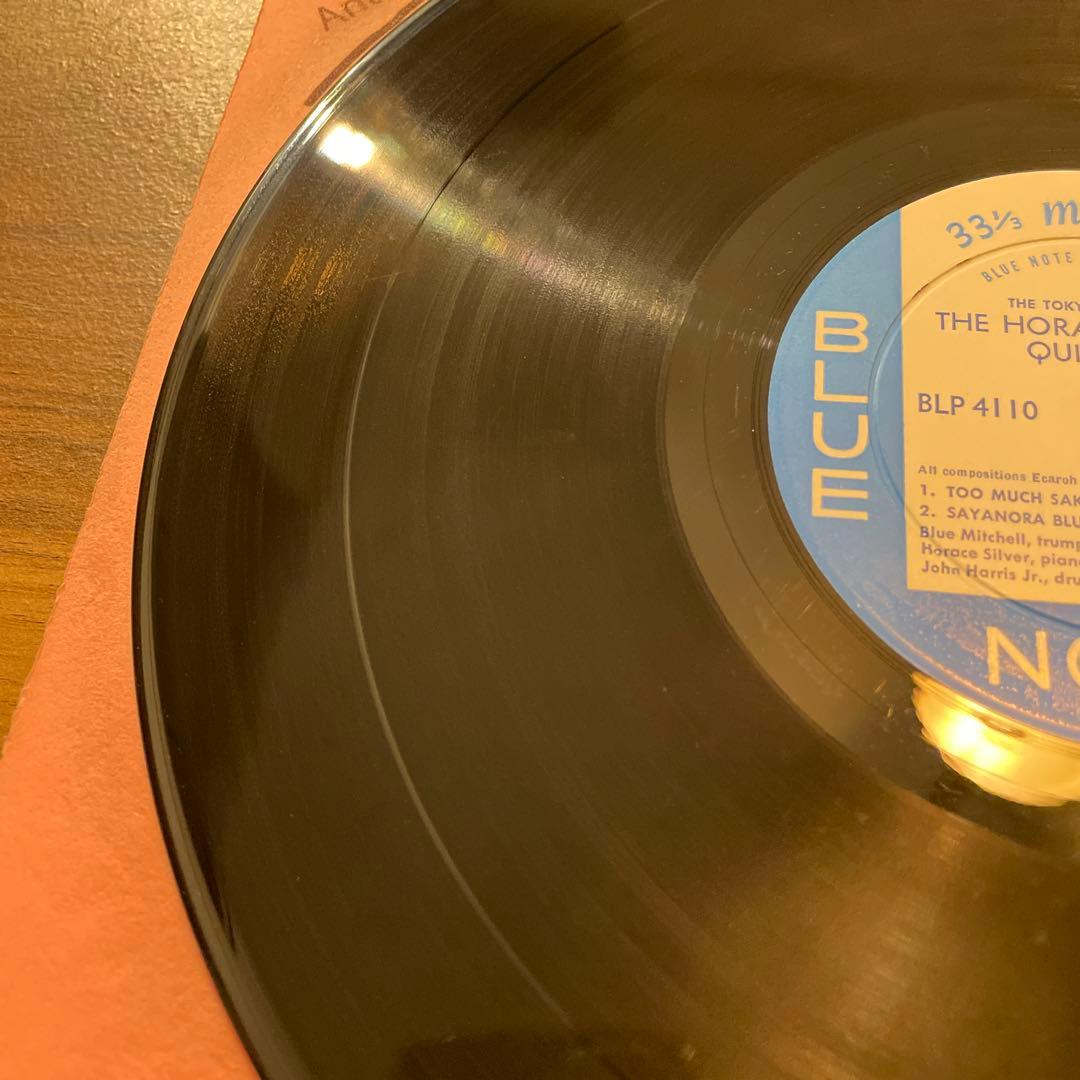 33⅓ m
BLUE NOTE
THE TOKY
THE HORA
QUI
BLP 4110
All compositions Ecaroh
1. TOO MUCH SAK
2. SAYANORA BLU
Blue Mitchell, trump
Horace Silver, pian
John Harris Jr., dru
BLUE
NO